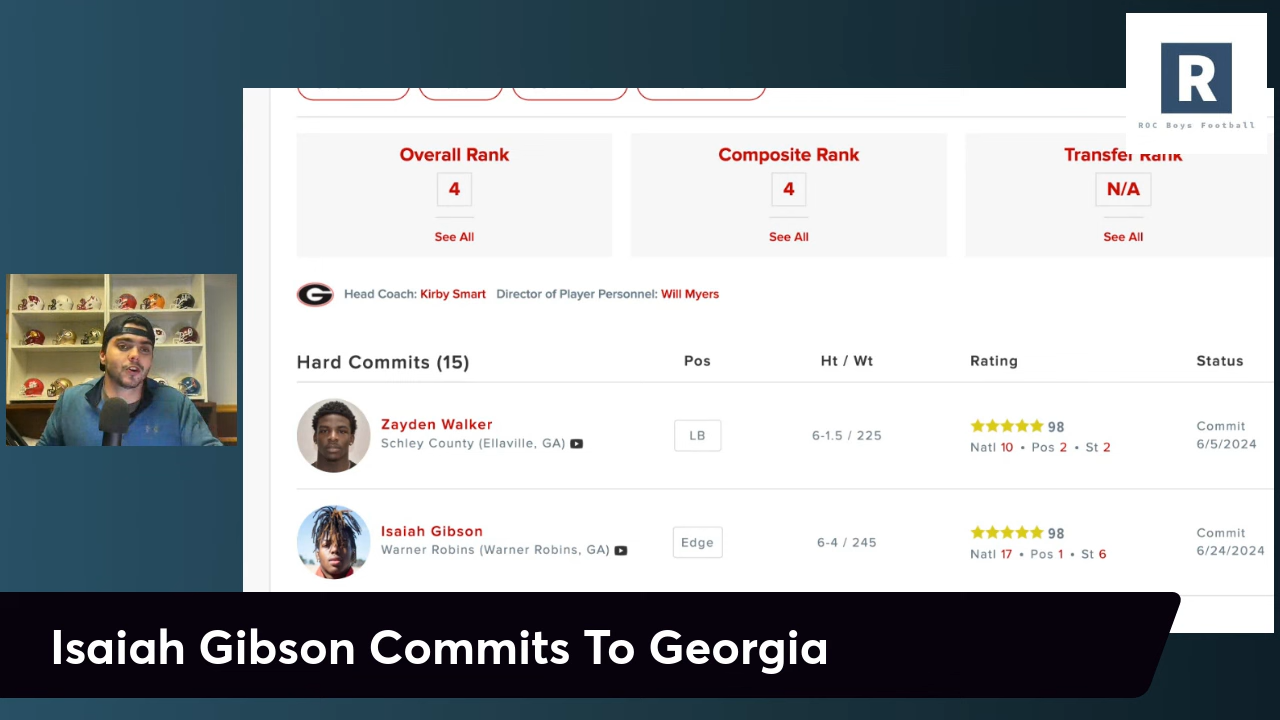 R
ROC Boys Football
Overall Rank
Composite Rank
Transfer Rank
4
4
N/A
See All
See All
See All
G
Head Coach: Kirby Smart Director of Player Personnel: Will Myers
Hard Commits (15)
Pos
Ht / Wt
Rating
Status
Zayden Walker
Schley County (Ellaville, GA)
LB
6-1.5 / 225
98
Natl 10 • Pos 2 • St 2
Commit
6/5/2024
Isaiah Gibson
Warner Robins (Warner Robins, GA)
Edge
6-4 / 245
98
Natl 17 • Pos 1 • St 6
Commit
6/24/2024
Isaiah Gibson Commits To Georgia